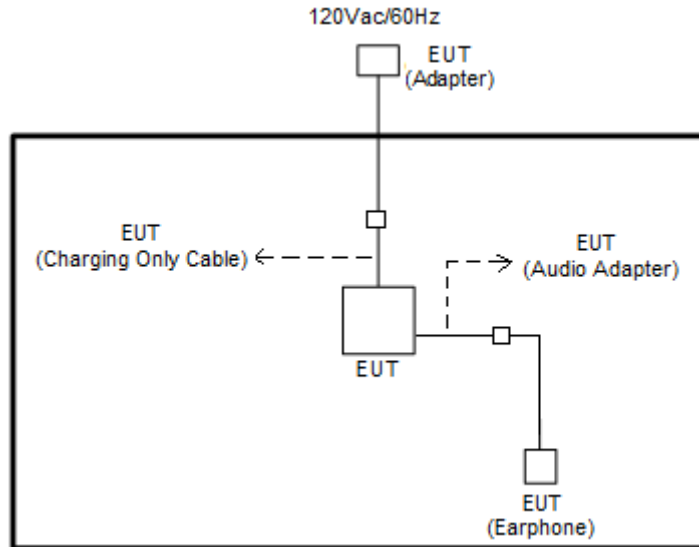 120Vac/60Hz
EUT
(Adapter)
EUT
(Charging Only Cable)
EUT
(Audio Adapter)
EUT
EUT
(Earphone)